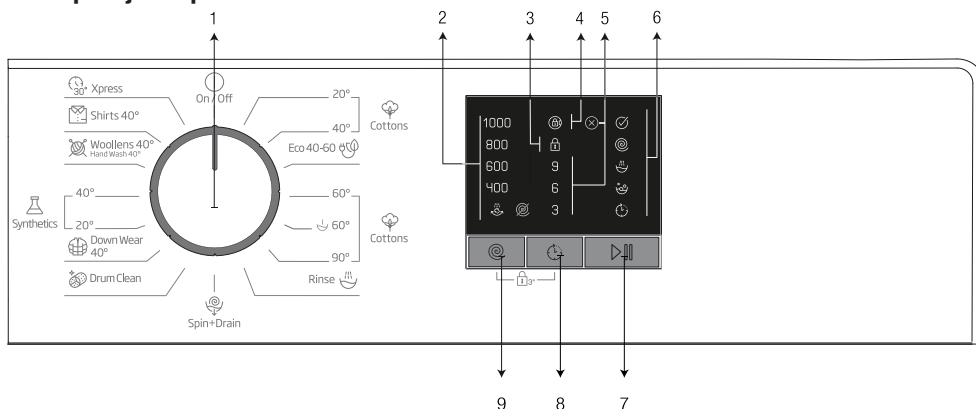 1
2
3
4
5
6
On / Off
30° Xpress
Shirts 40°
Woollens 40°
Hand Wash 40°
Synthetics
40°
20°
Down Wear
40°
Drum Clean
Spin+Drain
20°
40°
Cottons
Eco 40-60
60°
60°
90°
Cottons
Rinse
1000
800
600
400
9
6
3
3"
9
8
7